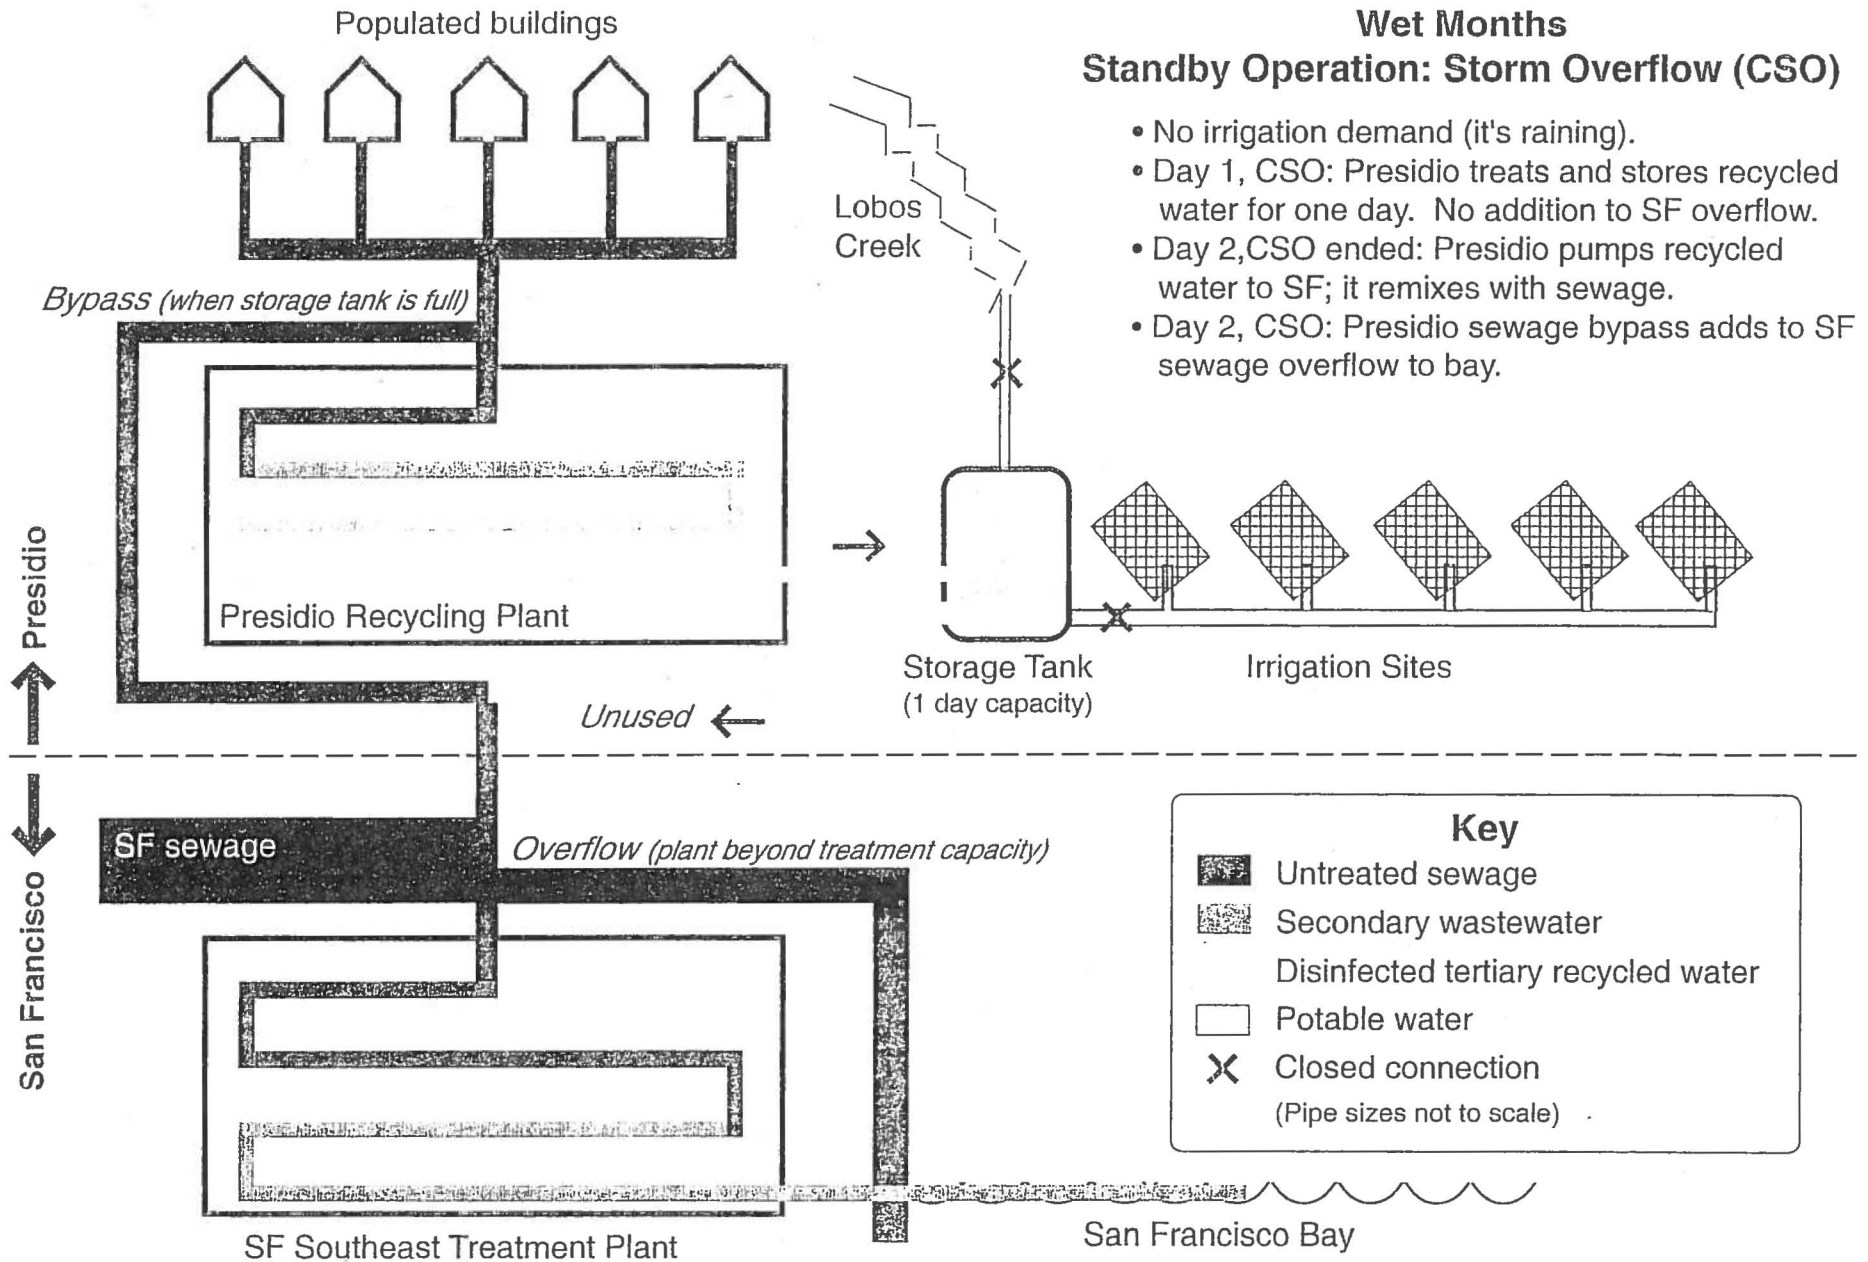 Populated buildings
Wet Months
Standby Operation: Storm Overflow (CSO)
• No irrigation demand (it's raining).
• Day 1, CSO: Presidio treats and stores recycled
water for one day. No addition to SF overflow.
• Day 2,CSO ended: Presidio pumps recycled
water to SF; it remixes with sewage.
• Day 2, CSO: Presidio sewage bypass adds to SF
sewage overflow to bay.
Lobos
Creek
Bypass (when storage tank is full)
Presidio Recycling Plant
Storage Tank
(1 day capacity)
Irrigation Sites
Unused
Presidio
San Francisco
SF sewage
Overflow (plant beyond treatment capacity)
SF Southeast Treatment Plant
San Francisco Bay
Key
Untreated sewage
Secondary wastewater
Disinfected tertiary recycled water
Potable water
Closed connection
(Pipe sizes not to scale)